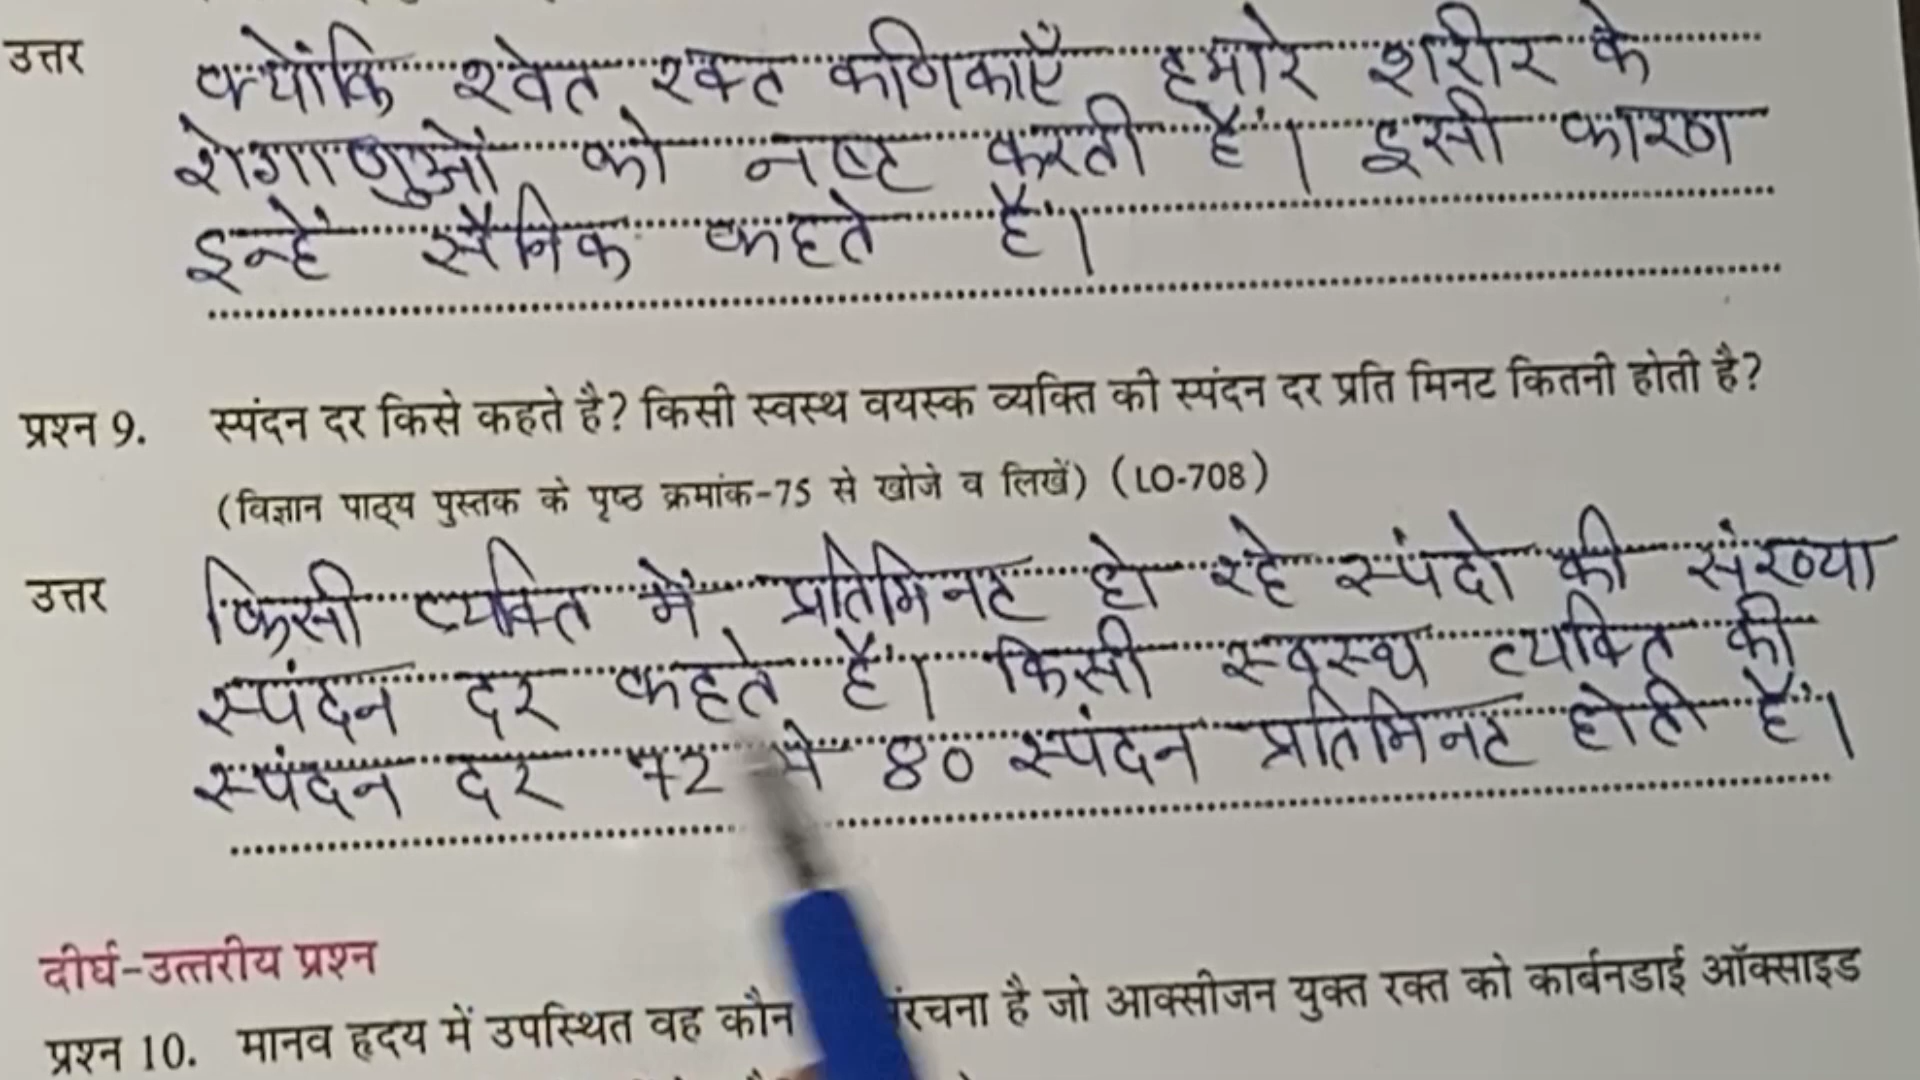 उत्तर क्योंकि श्वेत रक्त कणिकाएँ हमारे शरीर के
रोगाणुओं को नष्ट करती हैं। इसी कारण
इन्हें सैनिक कहते हैं।
प्रश्न 9. स्पंदन दर किसे कहते है? किसी स्वस्थ वयस्क व्यक्ति की स्पंदन दर प्रति मिनट कितनी होती है?
(विज्ञान पाठ्य पुस्तक के पृष्ठ क्रमांक-75 से खोजे व लिखें) (LO-708)
उत्तर किसी व्यक्ति में प्रतिमिनट हो रहे स्पंदो की संख्या
स्पंदन दर कहते हैं। किसी स्वस्थ व्यक्ति की
स्पंदन दर 72 से 80 स्पंदन प्रतिमिनट होती हैं।
दीर्घ-उत्तरीय प्रश्न
प्रश्न 10. मानव हृदय में उपस्थित वह कौन है जो आक्सीजन युक्त रक्त को कार्बनडाई ऑक्साइड